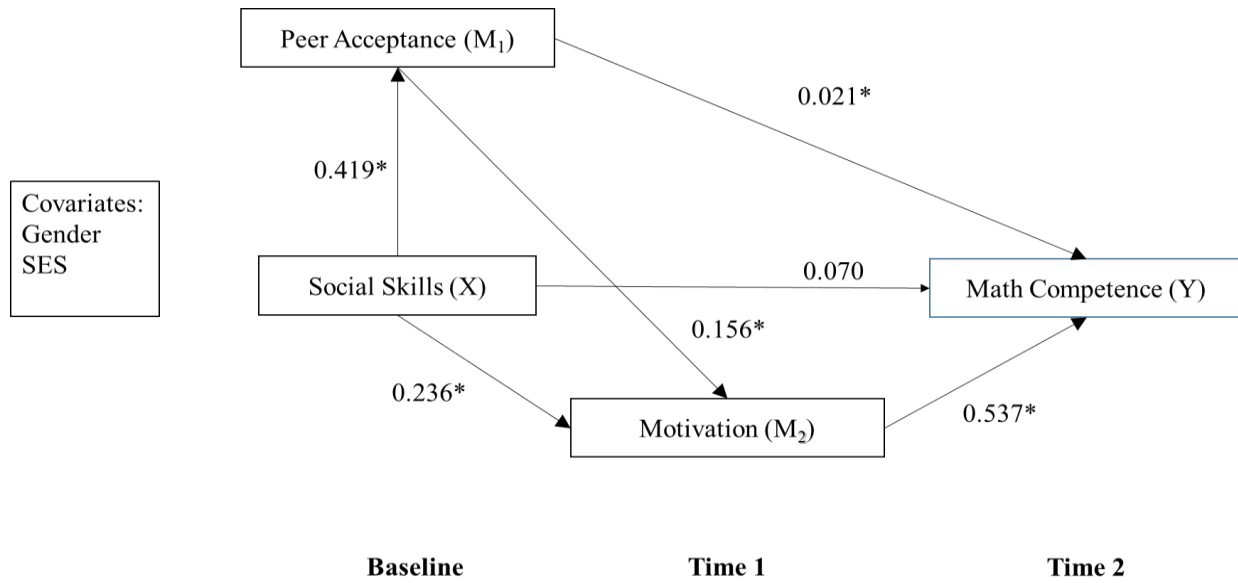 Peer Acceptance (M₁)
0.021*
0.419*
Covariates:
Gender
SES
Social Skills (X)
0.070
Math Competence (Y)
0.156*
0.236*
Motivation (M₂)
0.537*
Baseline Time 1 Time 2